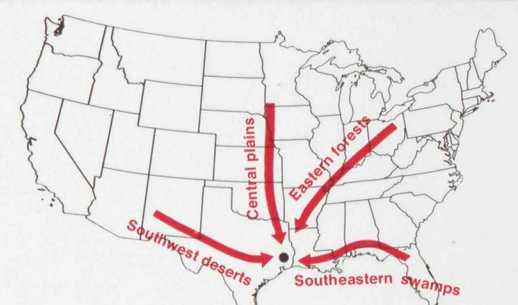 Central plains
Eastern forests
Southwest deserts
Southeastern swamps